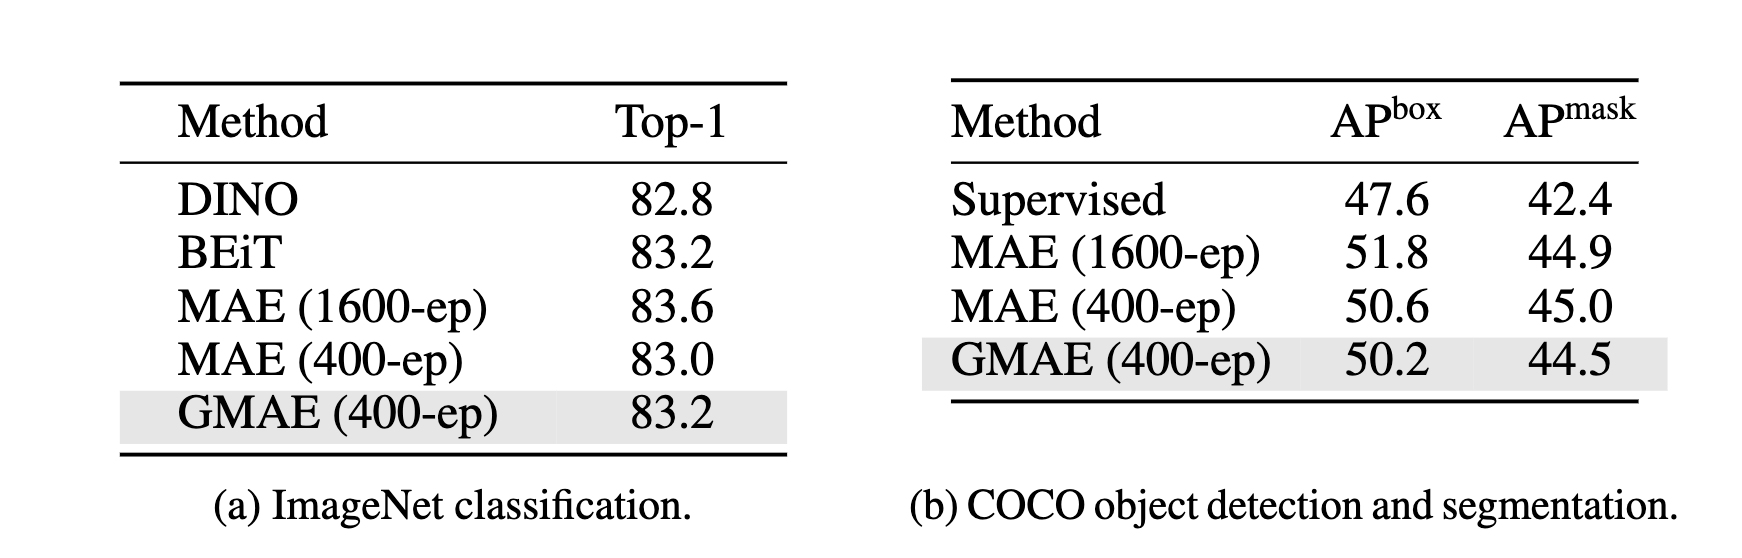 Method Top-1
DINO 82.8
BEiT 83.2
MAE (1600-ep) 83.6
MAE (400-ep) 83.0
GMAE (400-ep) 83.2
(a) ImageNet classification.
Method AP^box AP^mask
Supervised 47.6 42.4
MAE (1600-ep) 51.8 44.9
MAE (400-ep) 50.6 45.0
GMAE (400-ep) 50.2 44.5
(b) COCO object detection and segmentation.